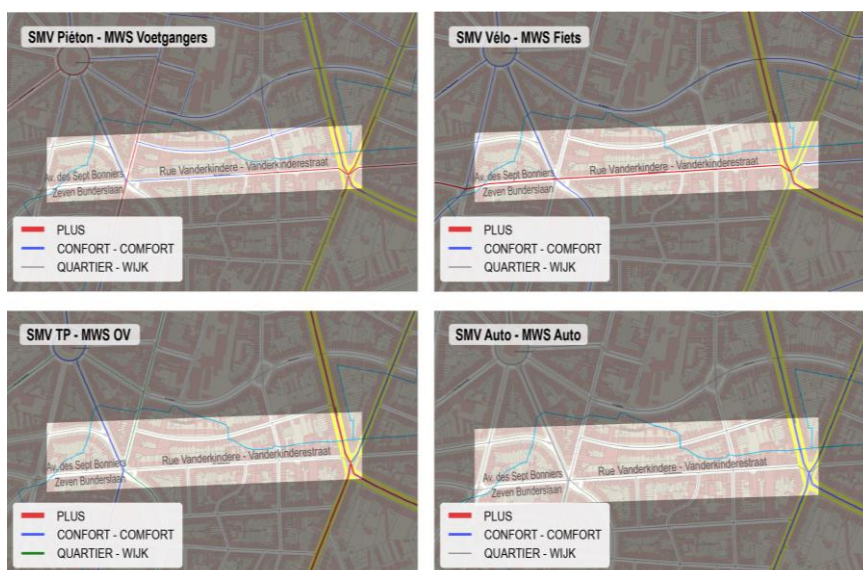 SMV Piéton - MWS Voetgangers
Av. des Sept Bonniers
Zeven Bunderslaan
Rue Vanderkindere - Vanderkinderestraat
PLUS
CONFORT - COMFORT
QUARTIER - WIJK
SMV Vélo - MWS Fiets
Av. des Sept Bonniers
Zeven Bunderslaan
Rue Vanderkindere - Vanderkinderestraat
PLUS
CONFORT - COMFORT
QUARTIER - WIJK
SMV TP - MWS OV
Av. des Sept Bonniers
Zeven Bunderslaan
Rue Vanderkindere - Vanderkinderestraat
PLUS
CONFORT - COMFORT
QUARTIER - WIJK
SMV Auto - MWS Auto
Av. des Sept Bonniers
Zeven Bunderslaan
Rue Vanderkindere - Vanderkinderestraat
PLUS
CONFORT - COMFORT
QUARTIER - WIJK